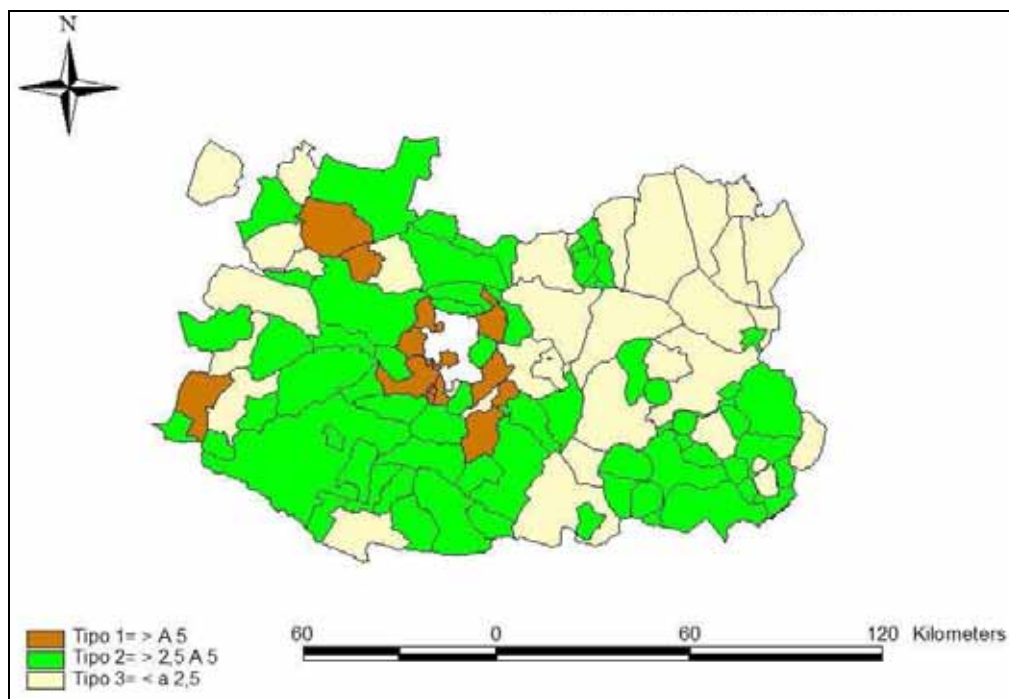 N
Tipo 1= > A 5
Tipo 2= > 2,5 A 5
Tipo 3= < a 2,5
60 0 60 120 Kilometers